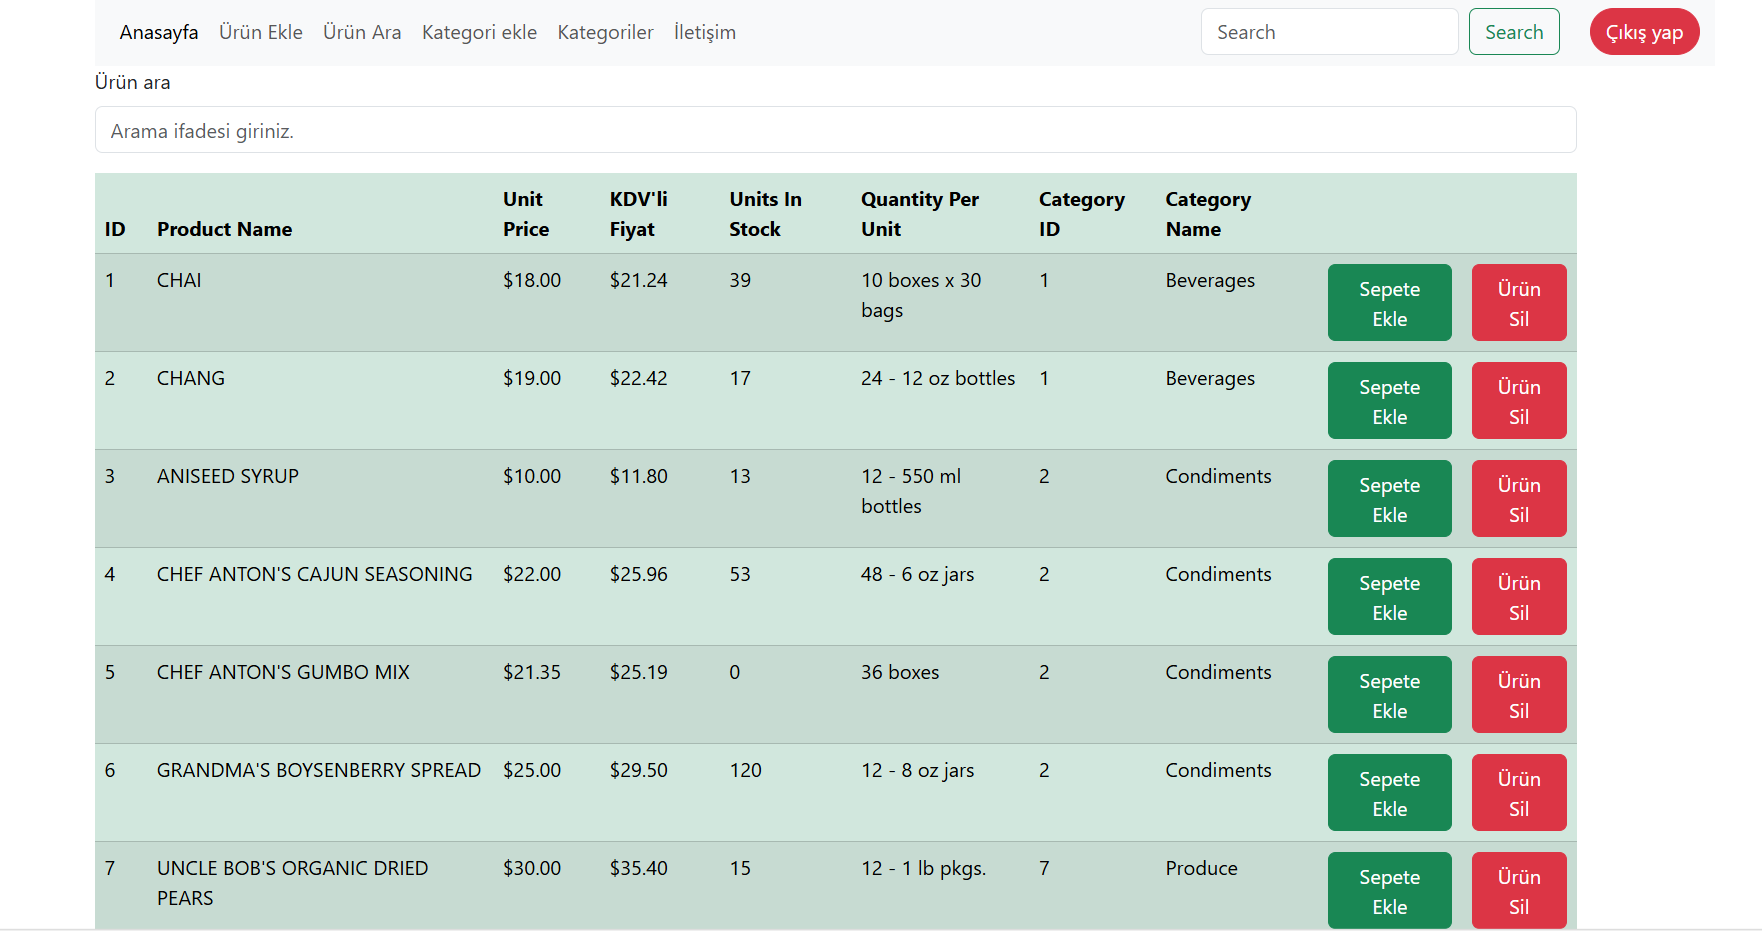 Anasayfa Ürün Ekle Ürün Ara Kategori ekle Kategoriler İletişim Search Search Çıkış yap
Ürün ara
Arama ifadesi giriniz.
ID Product Name Unit Price KDV'li Fiyat Units In Stock Quantity Per Unit Category ID Category Name
1 CHAI $18.00 $21.24 39 10 boxes x 30 bags 1 Beverages Sepete Ekle Ürün Sil
2 CHANG $19.00 $22.42 17 24 - 12 oz bottles 1 Beverages Sepete Ekle Ürün Sil
3 ANISEED SYRUP $10.00 $11.80 13 12 - 550 ml bottles 2 Condiments Sepete Ekle Ürün Sil
4 CHEF ANTON'S CAJUN SEASONING $22.00 $25.96 53 48 - 6 oz jars 2 Condiments Sepete Ekle Ürün Sil
5 CHEF ANTON'S GUMBO MIX $21.35 $25.19 0 36 boxes 2 Condiments Sepete Ekle Ürün Sil
6 GRANDMA'S BOYSENBERRY SPREAD $25.00 $29.50 120 12 - 8 oz jars 2 Condiments Sepete Ekle Ürün Sil
7 UNCLE BOB'S ORGANIC DRIED PEARS $30.00 $35.40 15 12 - 1 lb pkgs. 7 Produce Sepete Ekle Ürün Sil